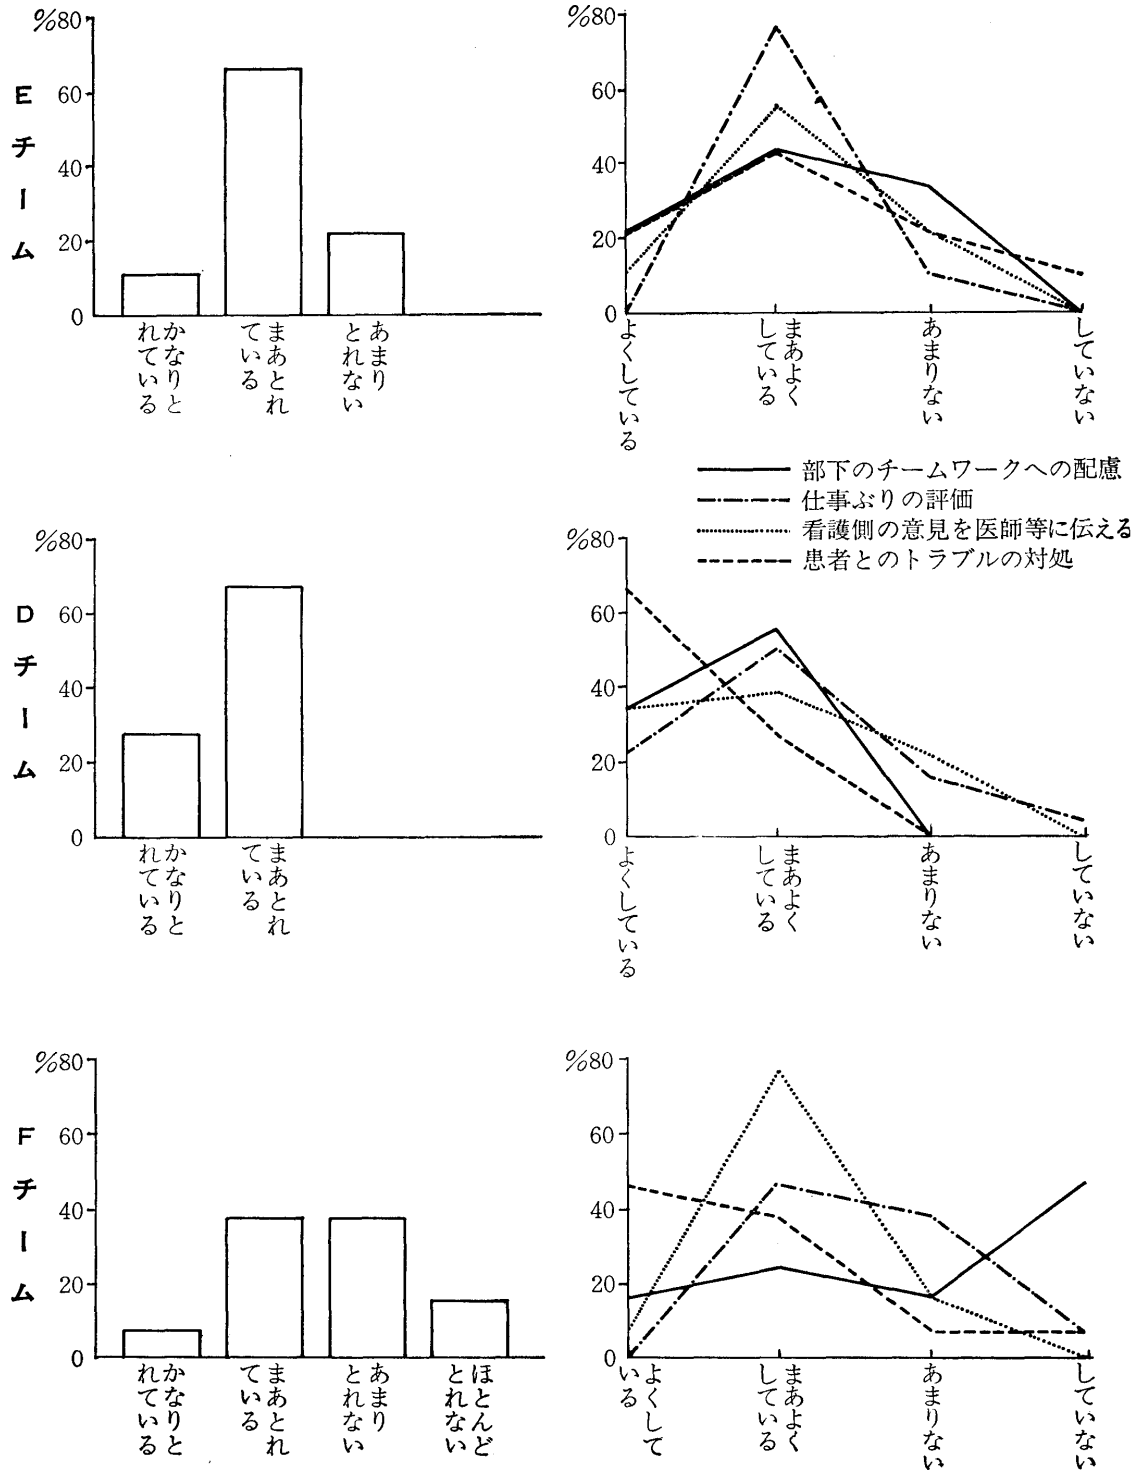 Eチーム
%80
60
40
20
0
かなりと
れている
まあとれ
ている
あまり
とれない
%80
60
40
20
0
よくしている
まあよく
している
あまりない
していない
部下のチームワークへの配慮
仕事ぶりの評価
看護側の意見を医師等に伝える
患者とのトラブルの対処
Dチーム
%80
60
40
20
0
かなりと
れている
まあとれ
ている
%80
60
40
20
0
よくしている
まあよく
している
あまりない
していない
Fチーム
%80
60
40
20
0
かなりと
れている
まあとれ
ている
あまり
とれない
ほとんど
とれない
%80
60
40
20
0
よくして
いる
まあよく
している
あまりない
していない